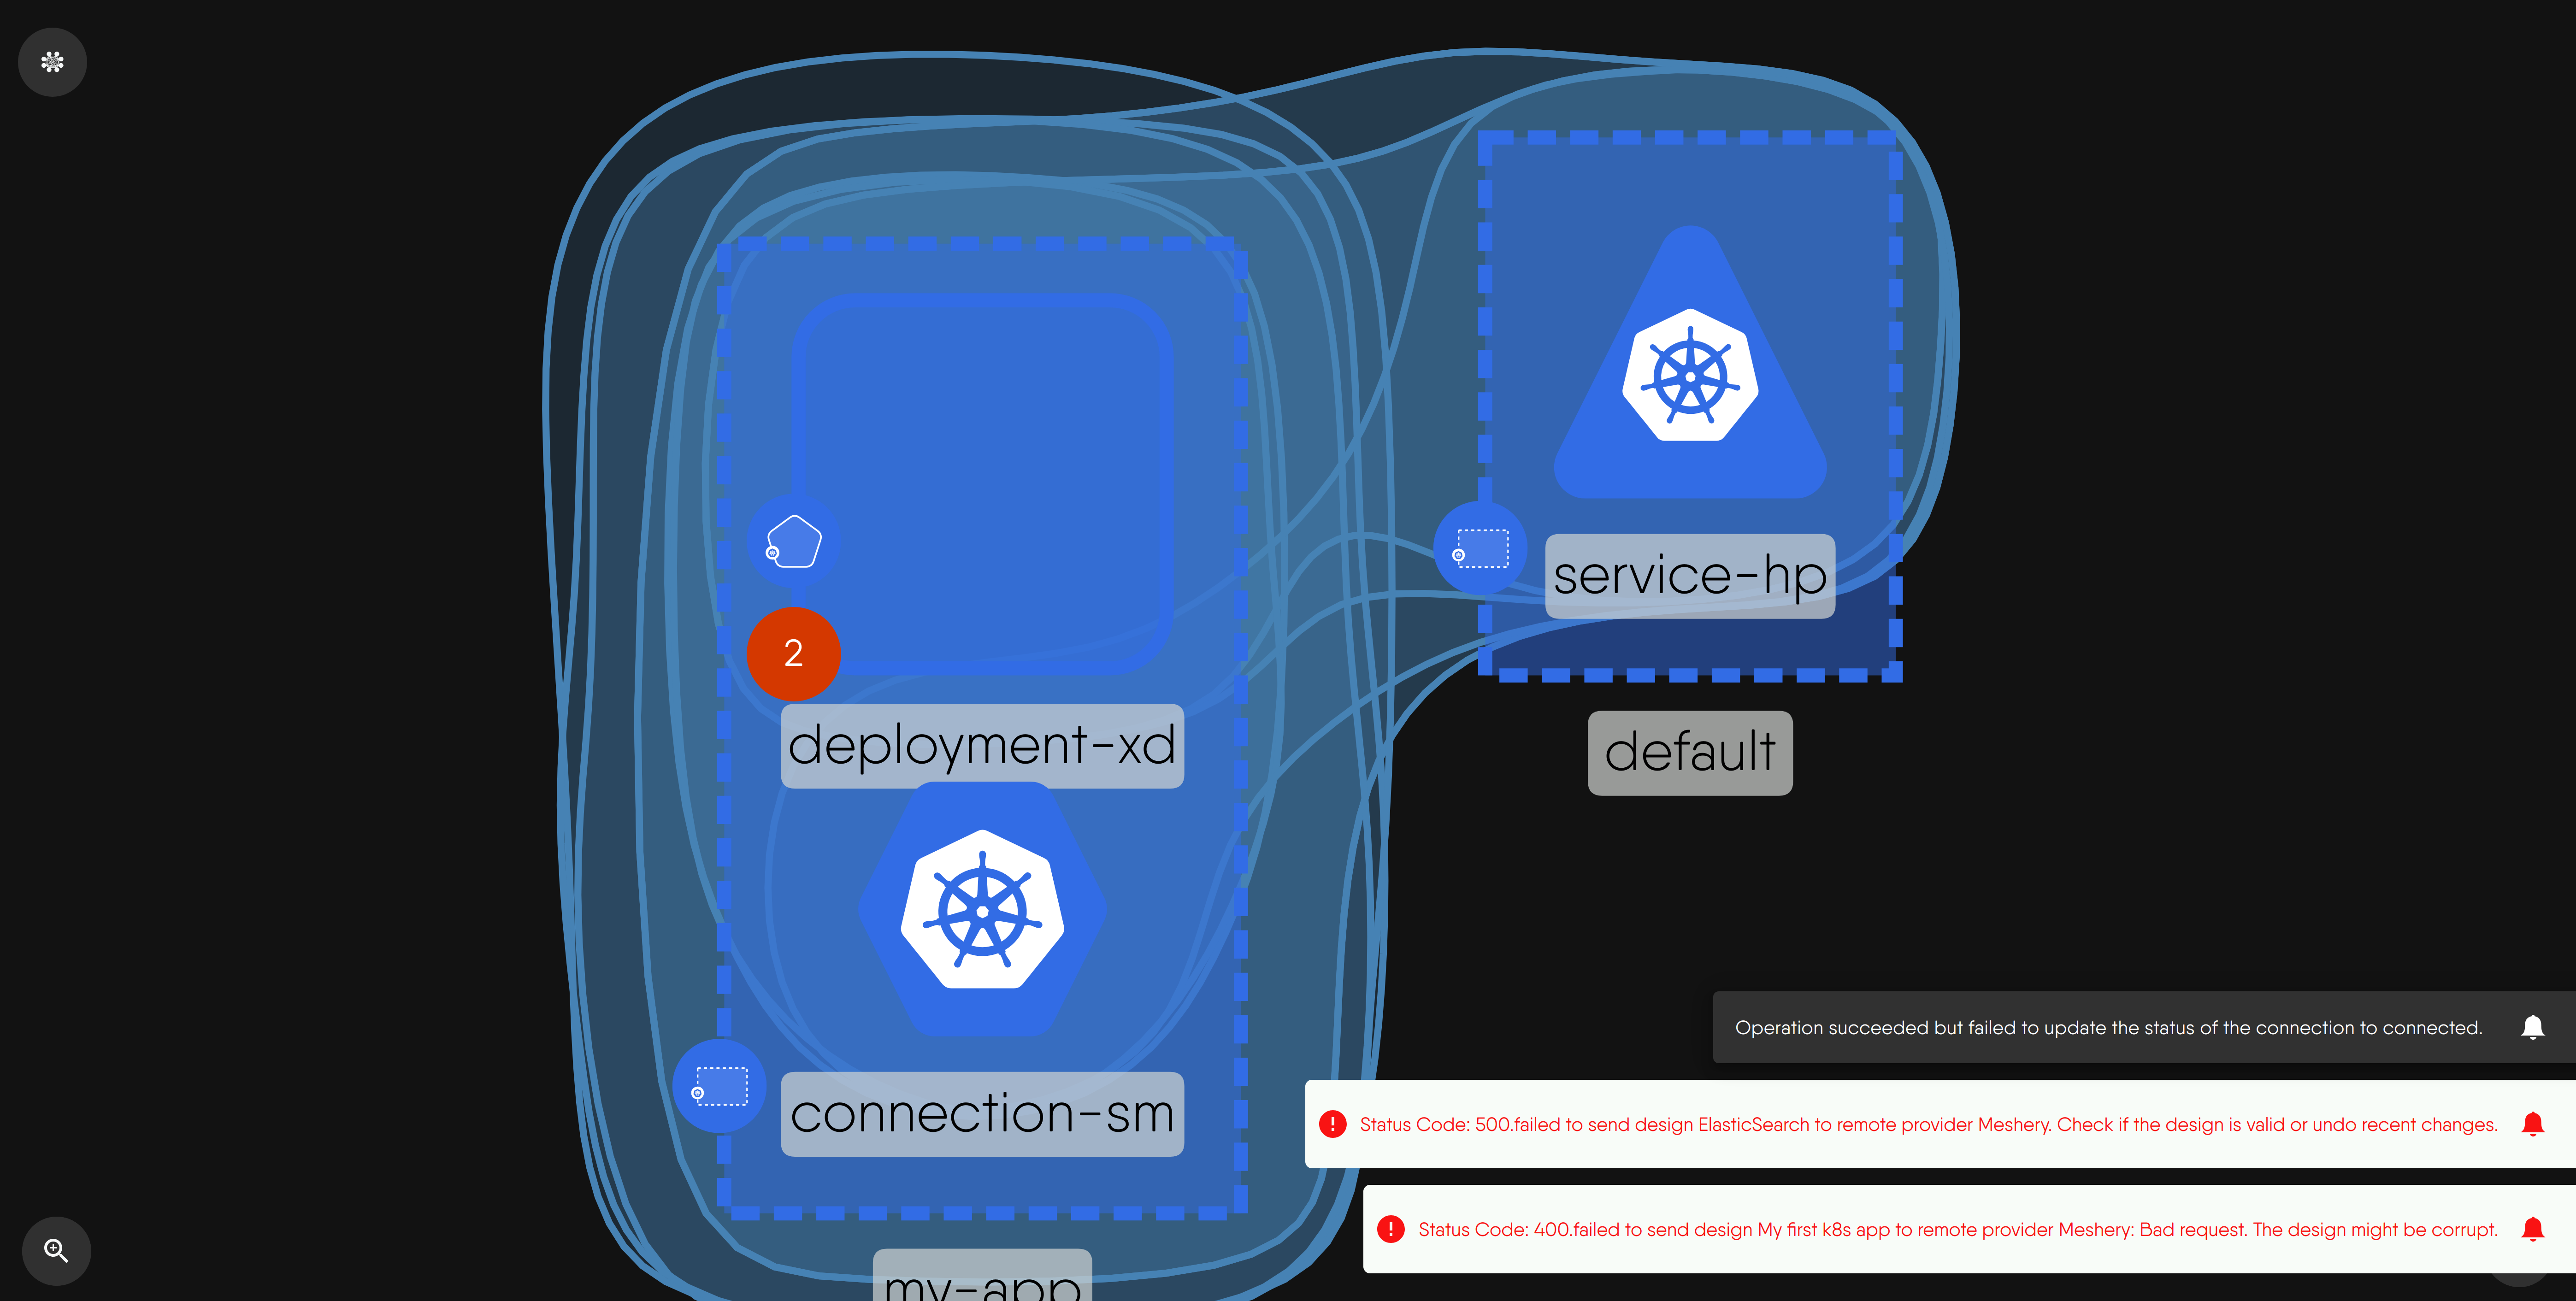 service-hp
2
deployment-xd
default
connection-sm
my-app
Operation succeeded but failed to update the status of the connection to connected.
Status Code: 500.failed to send design ElasticSearch to remote provider Meshery. Check if the design is valid or undo recent changes.
Status Code: 400.failed to send design My first k8s app to remote provider Meshery: Bad request. The design might be corrupt.